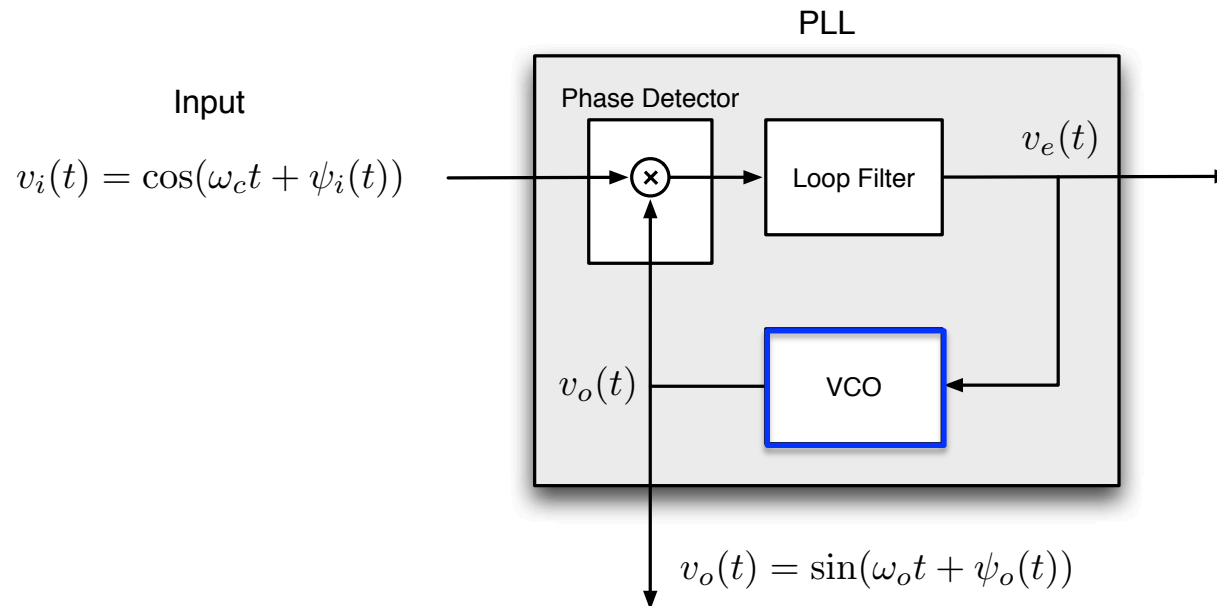 PLL
Input
Phase Detector
v_i(t) = cos(ω_c t + ψ_i(t))
×
Loop Filter
v_e(t)
v_o(t)
VCO
v_o(t) = sin(ω_o t + ψ_o(t))